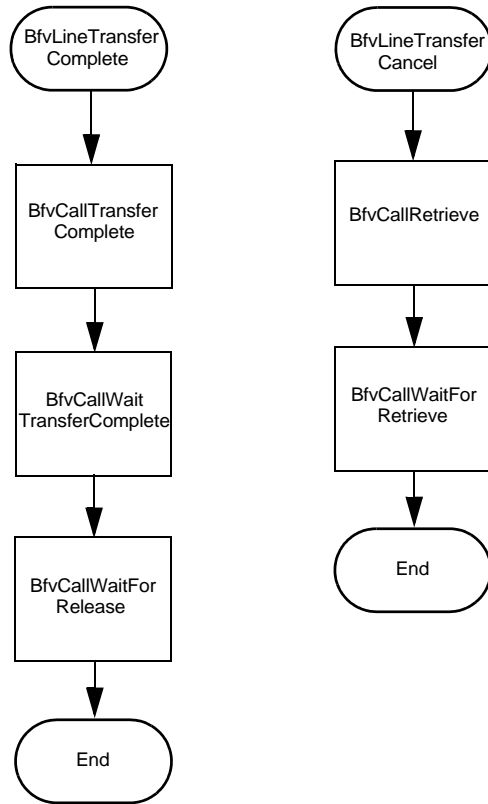 BfvLineTransfer
Complete
BfvCallTransfer
Complete
BfvCallWait
TransferComplete
BfvCallWaitFor
Release
End
BfvLineTransfer
Cancel
BfvCallRetrieve
BfvCallWaitFor
Retrieve
End